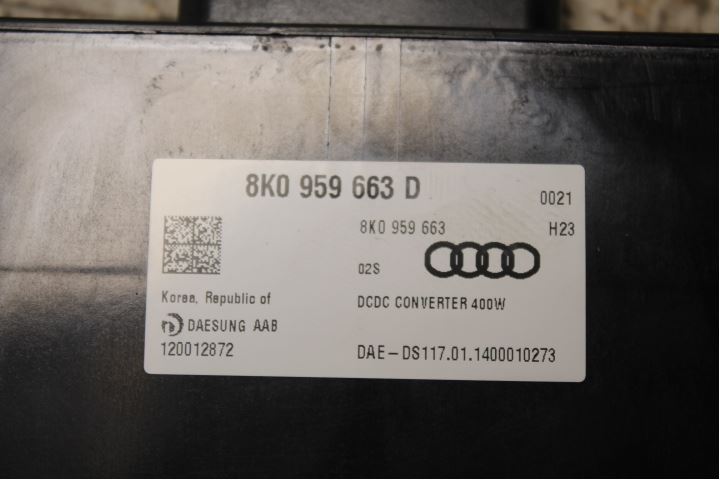 8K0 959 663 D
0021
8K0 959 663
H23
02S
Korea, Republic of
DCDC CONVERTER 400W
DAESUNG AAB
120012872
DAE-DS117.01.1400010273